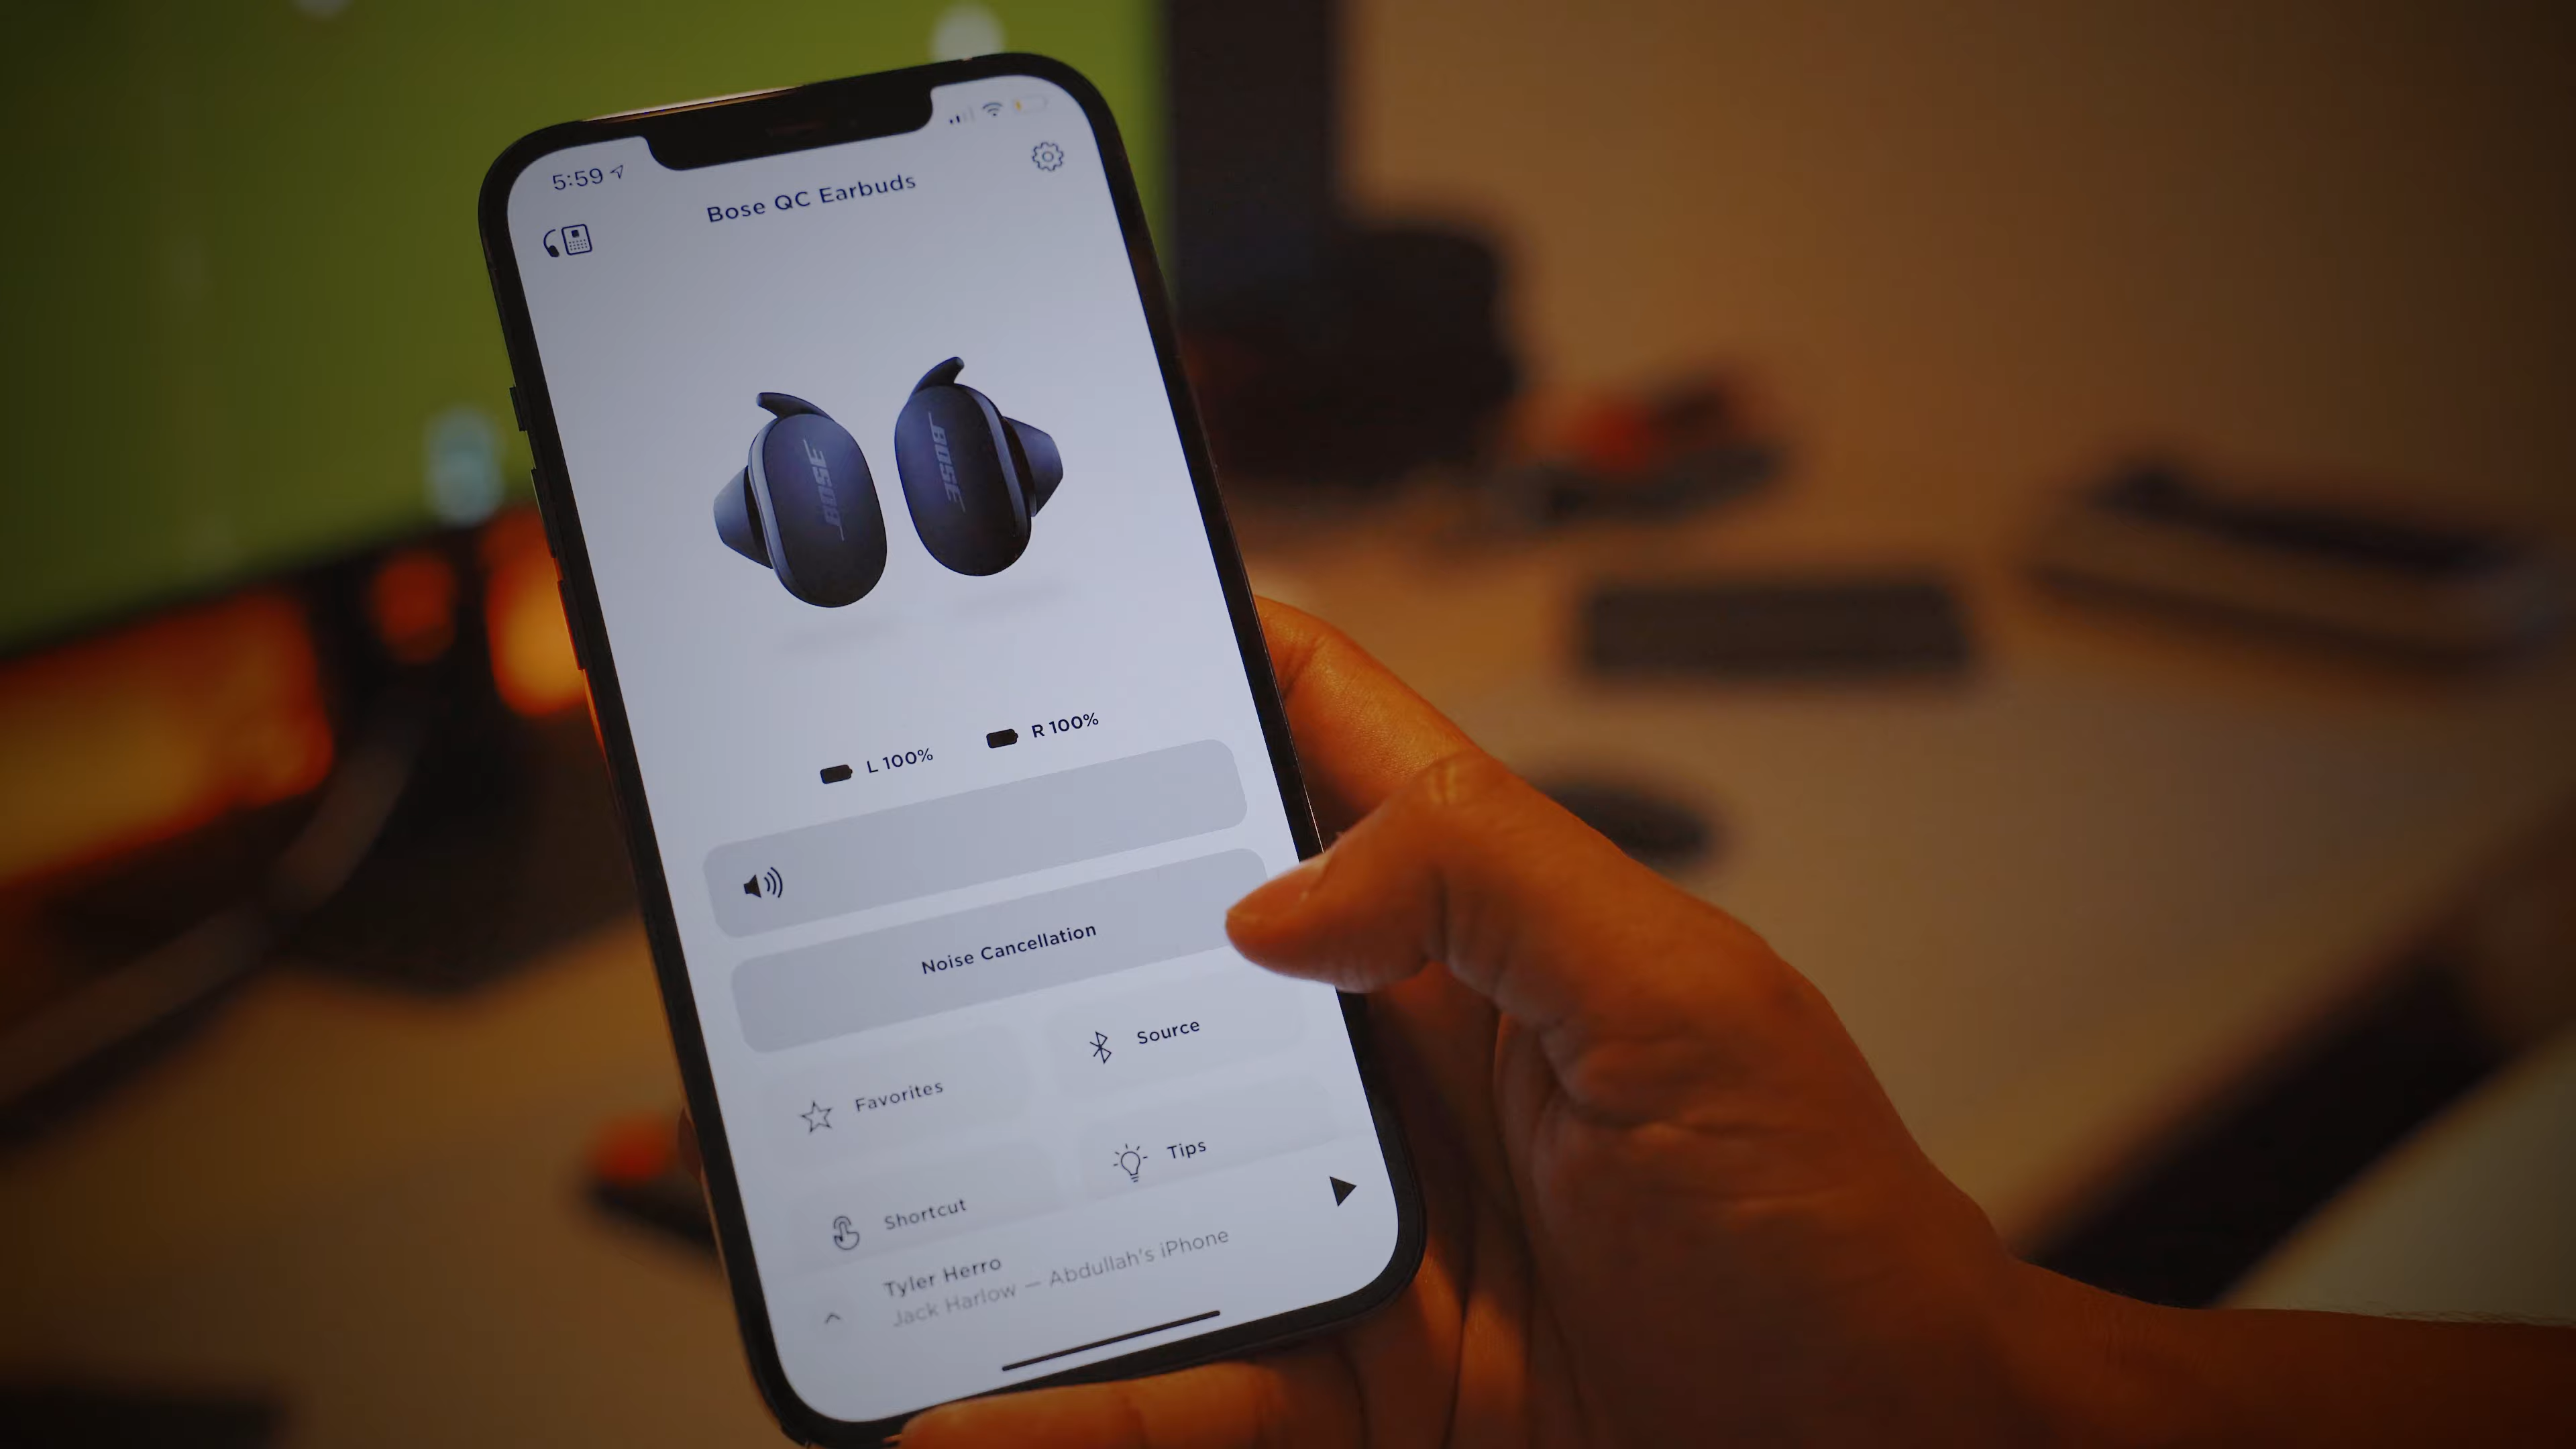 5:59
Bose QC Earbuds
BOSE
BOSE
L 100%
R 100%
Noise Cancellation
Favorites
Source
Shortcut
Tips
Tyler Herro
Jack Harlow — Abdullah's iPhone